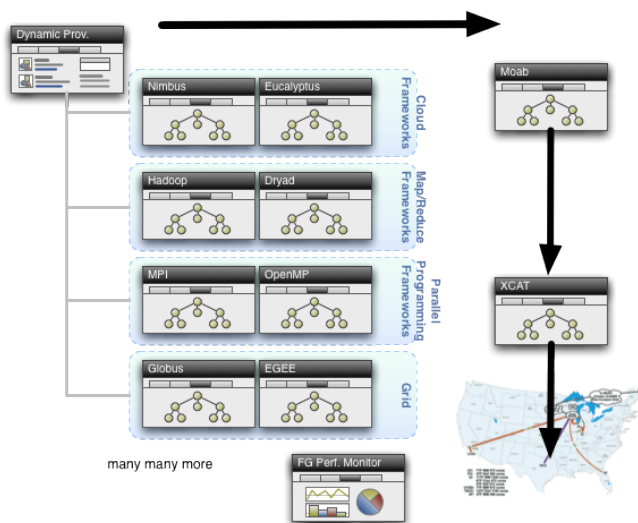 Dynamic Prov.
Nimbus
Eucalyptus
Cloud
Frameworks
Moab
Hadoop
Dryad
Map/Reduce
Frameworks
MPI
OpenMP
Parallel
Programming
Frameworks
XCAT
Globus
EGEE
Grid
many many more
FG Perf. Monitor